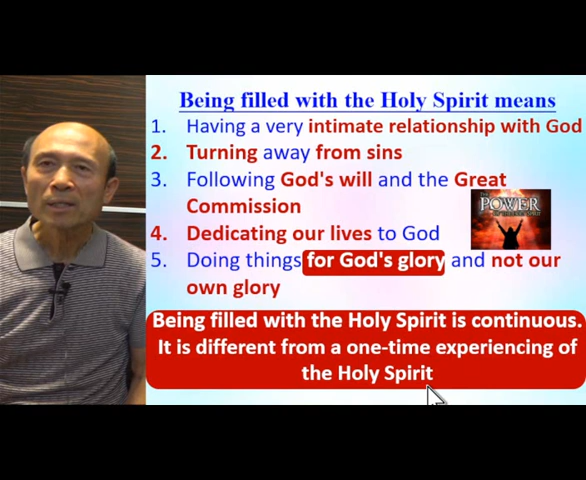 Being filled with the Holy Spirit means
1. Having a very intimate relationship with God
2. Turning away from sins
3. Following God's will and the Great
Commission
THE
POWER
4. Dedicating our lives to God
5. Doing things for God's glory and not our
own glory
Being filled with the Holy Spirit is continuous.
It is different from a one-time experiencing of
the Holy Spirit